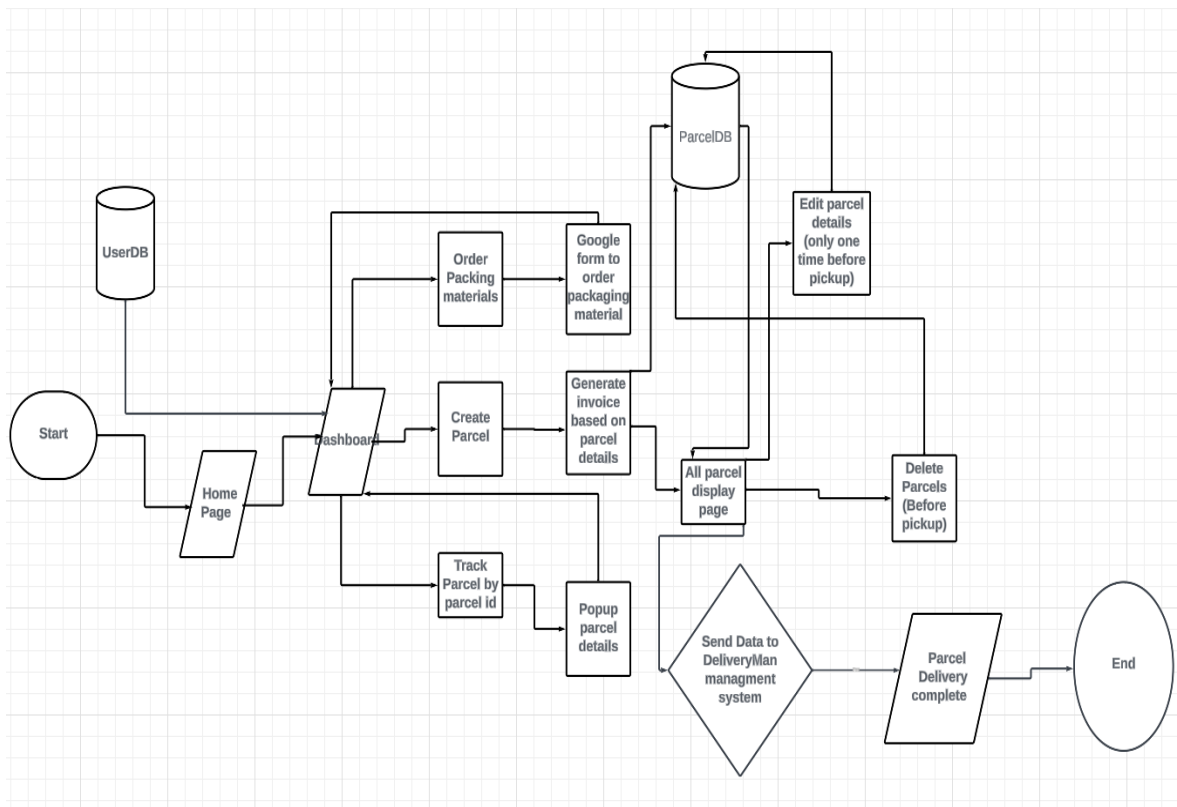 ParcelDB
UserDB
Edit parcel
details
(only one
time before
pickup)
Order
Packing
materials
Google
form to
order
packaging
material
Start
Home
Page
Dashboard
Create
Parcel
Generate
invoice
based on
parcel
details
All parcel
display
page
Delete
Parcels
(Before
pickup)
Track
Parcel by
parcel id
Popup
parcel
details
Send Data to
DeliveryMan
managment
system
Parcel
Delivery
complete
End